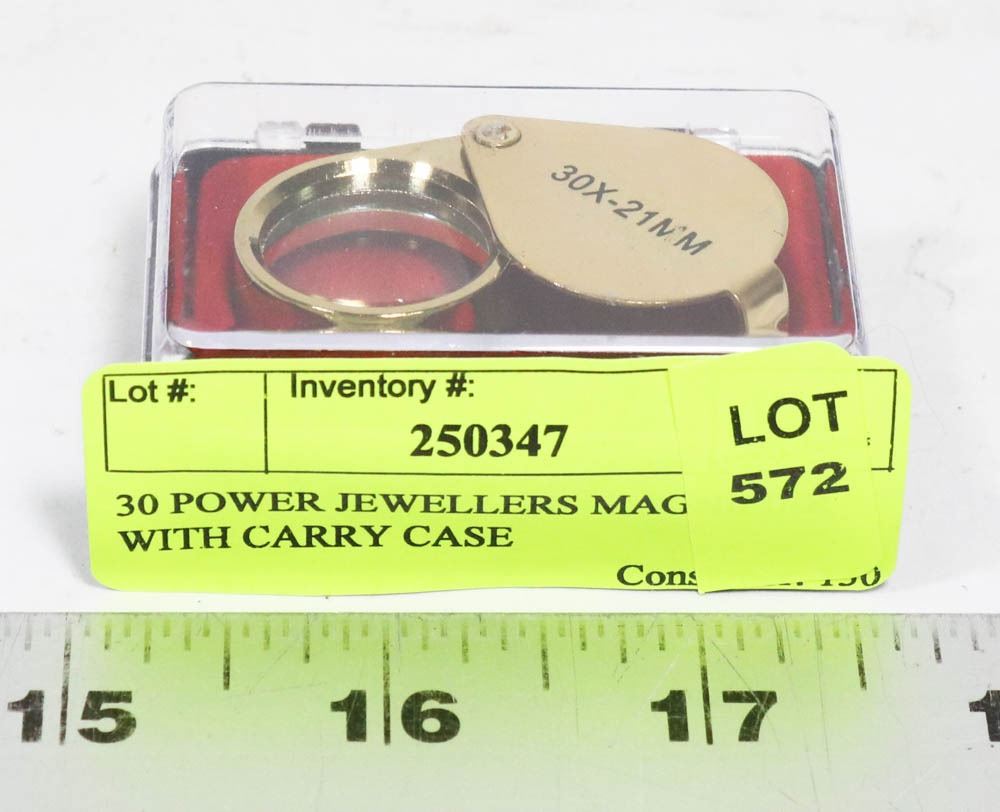 30X-21MM
Lot #:
Inventory #:
250347
LOT
572
30 POWER JEWELLERS MAG
WITH CARRY CASE
15 16 17